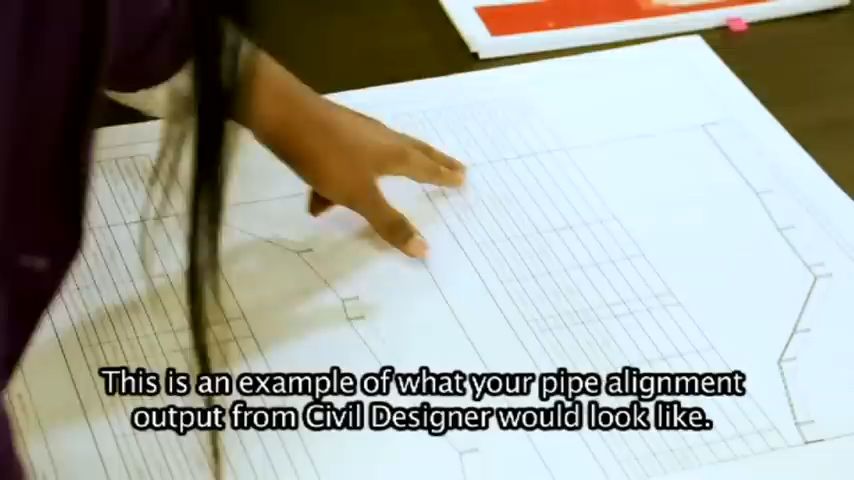 This is an example of what your pipe alignment
output from Civil Designer would look like.